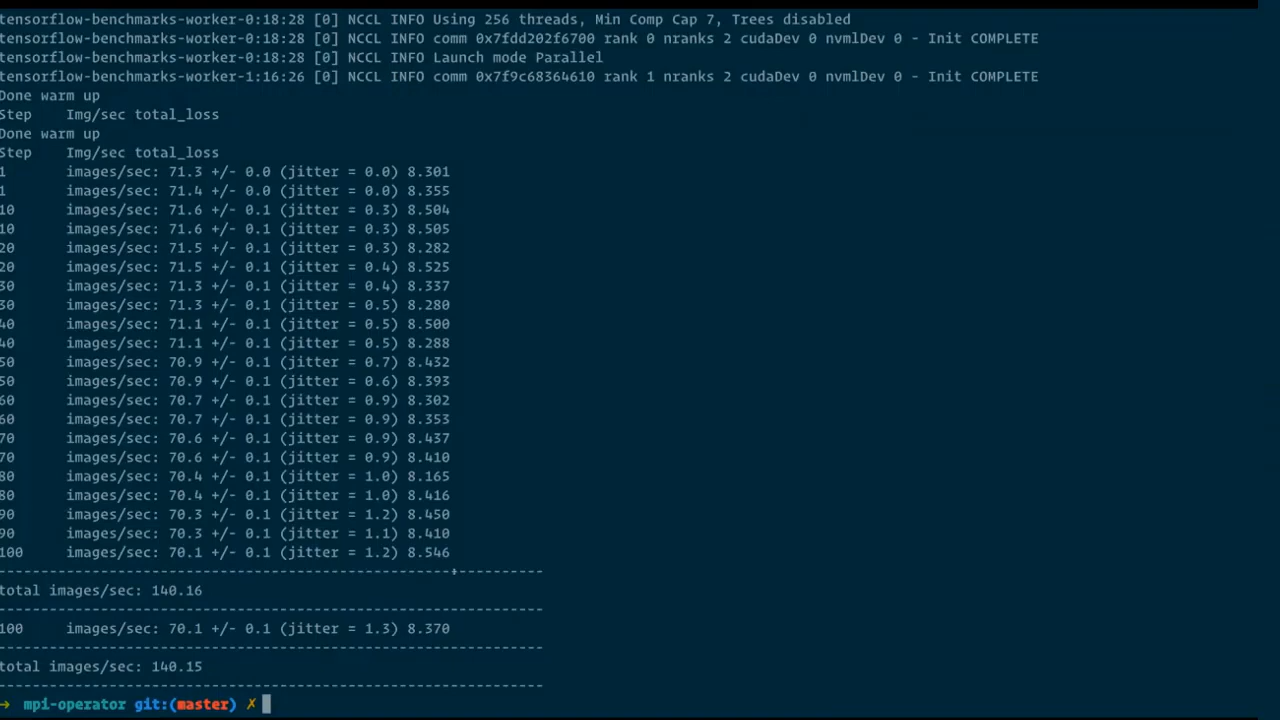 tensorflow-benchmarks-worker-0:18:28 [0] NCCL INFO Using 256 threads, Min Comp Cap 7, Trees disabled
tensorflow-benchmarks-worker-0:18:28 [0] NCCL INFO comm 0x7fdd202f6700 rank 0 nranks 2 cudaDev 0 nvmlDev 0 - Init COMPLETE
tensorflow-benchmarks-worker-0:18:28 [0] NCCL INFO Launch mode Parallel
tensorflow-benchmarks-worker-1:16:26 [0] NCCL INFO comm 0x7f9c68364610 rank 1 nranks 2 cudaDev 0 nvmlDev 0 - Init COMPLETE
Done warm up
Step Img/sec total_loss
Done warm up
Step Img/sec total_loss
1 images/sec: 71.3 +/- 0.0 (jitter = 0.0) 8.301
1 images/sec: 71.4 +/- 0.0 (jitter = 0.0) 8.355
10 images/sec: 71.6 +/- 0.1 (jitter = 0.3) 8.504
10 images/sec: 71.6 +/- 0.1 (jitter = 0.3) 8.505
20 images/sec: 71.5 +/- 0.1 (jitter = 0.3) 8.282
20 images/sec: 71.5 +/- 0.1 (jitter = 0.4) 8.525
30 images/sec: 71.3 +/- 0.1 (jitter = 0.4) 8.337
30 images/sec: 71.3 +/- 0.1 (jitter = 0.5) 8.280
40 images/sec: 71.1 +/- 0.1 (jitter = 0.5) 8.500
40 images/sec: 71.1 +/- 0.1 (jitter = 0.5) 8.288
50 images/sec: 70.9 +/- 0.1 (jitter = 0.7) 8.432
50 images/sec: 70.9 +/- 0.1 (jitter = 0.6) 8.393
60 images/sec: 70.7 +/- 0.1 (jitter = 0.9) 8.302
60 images/sec: 70.7 +/- 0.1 (jitter = 0.9) 8.353
70 images/sec: 70.6 +/- 0.1 (jitter = 0.9) 8.437
70 images/sec: 70.6 +/- 0.1 (jitter = 0.9) 8.410
80 images/sec: 70.4 +/- 0.1 (jitter = 1.0) 8.165
80 images/sec: 70.4 +/- 0.1 (jitter = 1.0) 8.416
90 images/sec: 70.3 +/- 0.1 (jitter = 1.2) 8.450
90 images/sec: 70.3 +/- 0.1 (jitter = 1.1) 8.410
100 images/sec: 70.1 +/- 0.1 (jitter = 1.2) 8.546
----------------------------------------------------------------
total images/sec: 140.16
----------------------------------------------------------------
100 images/sec: 70.1 +/- 0.1 (jitter = 1.3) 8.370
----------------------------------------------------------------
total images/sec: 140.15
----------------------------------------------------------------
→ mpi-operator git:(master) ✗